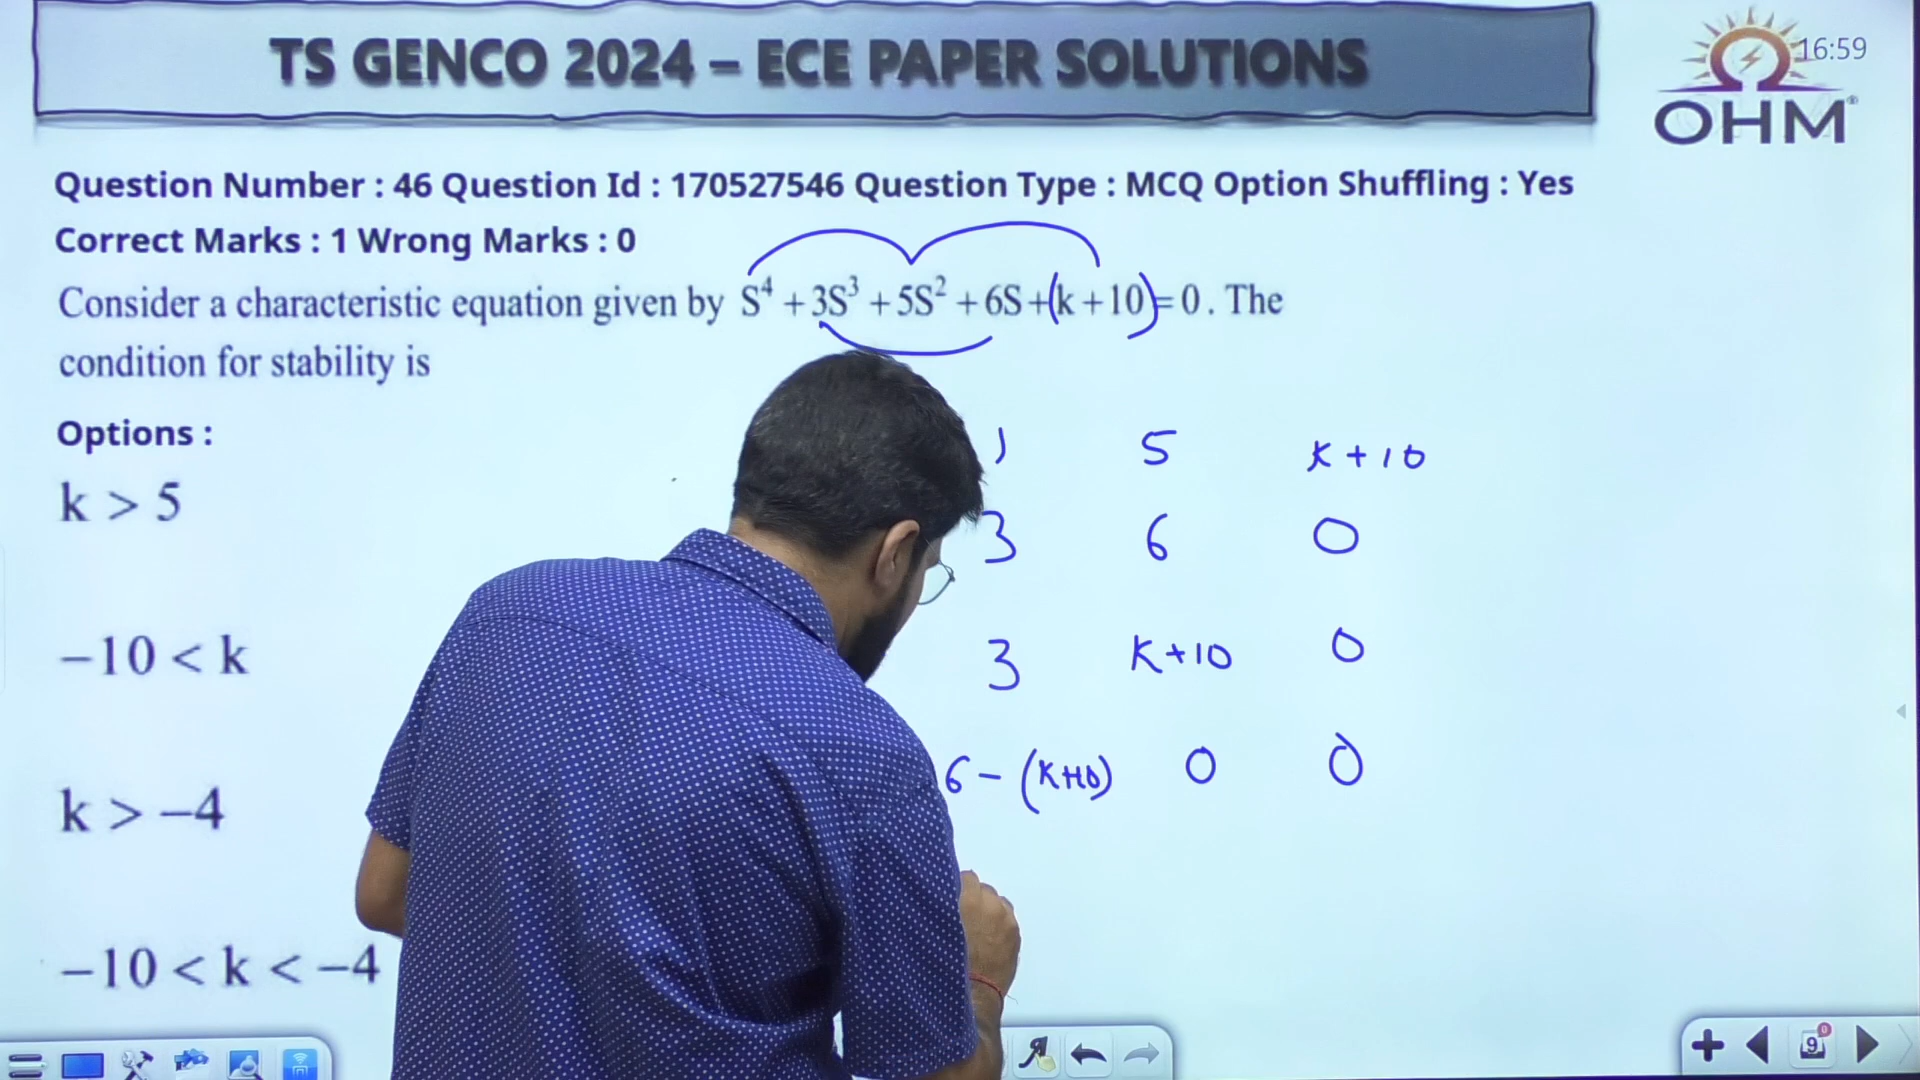 TS GENCO 2024 – ECE PAPER SOLUTIONS
16:59
OHM
Question Number : 46 Question Id : 170527546 Question Type : MCQ Option Shuffling : Yes
Correct Marks : 1 Wrong Marks : 0
Consider a characteristic equation given by S⁴ + 3S³ + 5S² + 6S + (k + 10) = 0. The
condition for stability is
Options :
1 5 K + 10
k > 5
3 6 0
−10 < k
3 K+10 0
6 − (K+10) 0 0
k > −4
−10 < k < −4
9
0